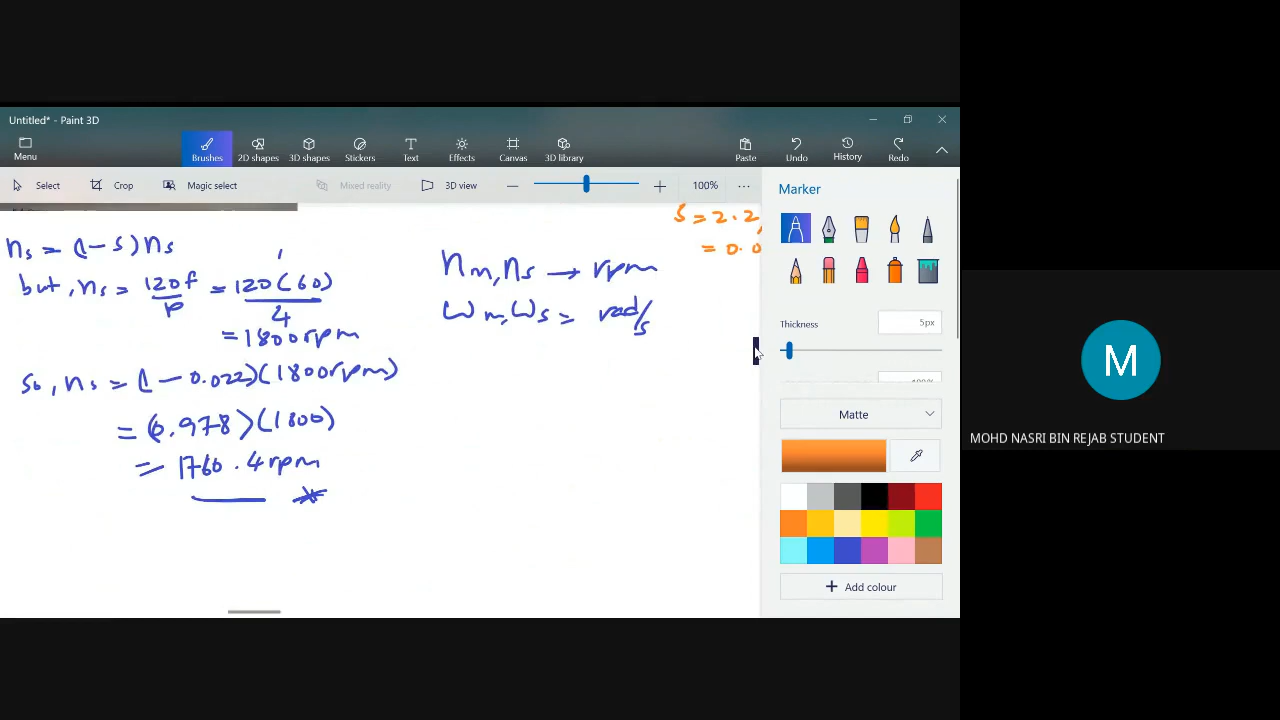 Untitled* - Paint 3D
Menu
Brushes
2D shapes
3D shapes
Stickers
Text
Effects
Canvas
3D library
Paste
Undo
History
Redo
Select
Crop
Magic select
Mixed reality
3D view
100%
Marker
Thickness
5px
Matte
Add colour
s = 2.2
= 0.0
ns = (1-s)ns
but, ns = 120f/P = 120(60)/4
= 1800rpm
so, ns = (1 - 0.022)(1800rpm)
= (0.978)(1800)
= 1760.4rpm
nm, ns → rpm
ωm, ωs = rad/s
M
MOHD NASRI BIN REJAB STUDENT